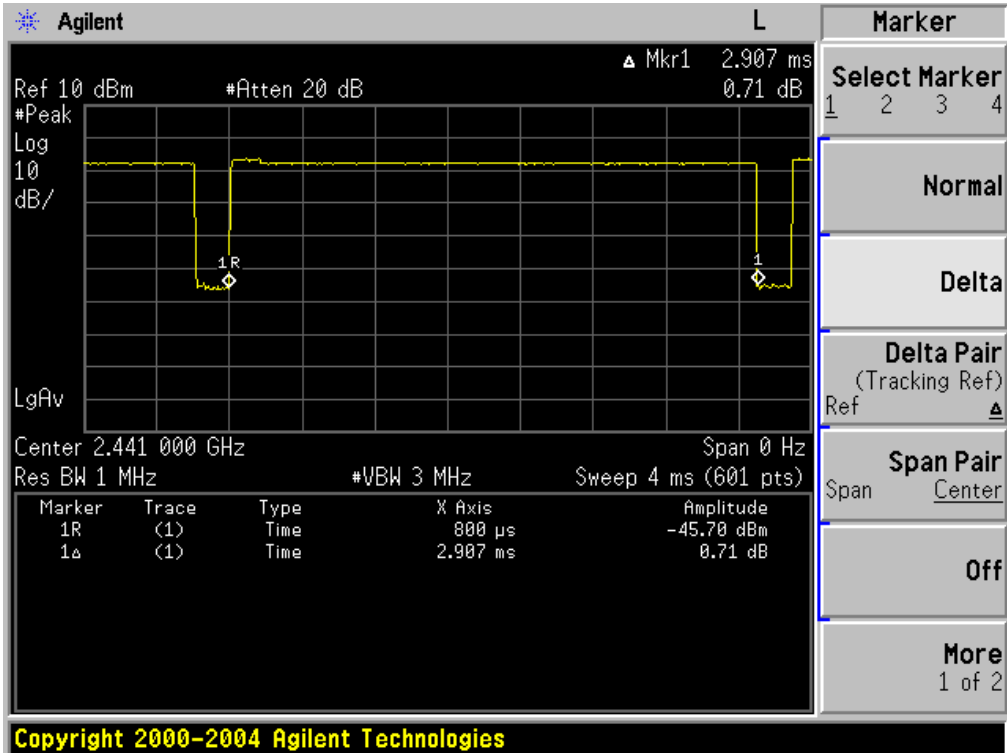 Agilent L
Δ Mkr1 2.907 ms
Ref 10 dBm #Atten 20 dB 0.71 dB
#Peak
Log
10
dB/
1R
1
LgAv
Center 2.441 000 GHz Span 0 Hz
Res BW 1 MHz #VBW 3 MHz Sweep 4 ms (601 pts)
Marker Trace Type X Axis Amplitude
1R (1) Time 800 µs -45.70 dBm
1Δ (1) Time 2.907 ms 0.71 dB
Copyright 2000-2004 Agilent Technologies
Marker
Select Marker
1 2 3 4
Normal
Delta
Delta Pair
(Tracking Ref)
Ref Δ
Span Pair
Span Center
Off
More
1 of 2